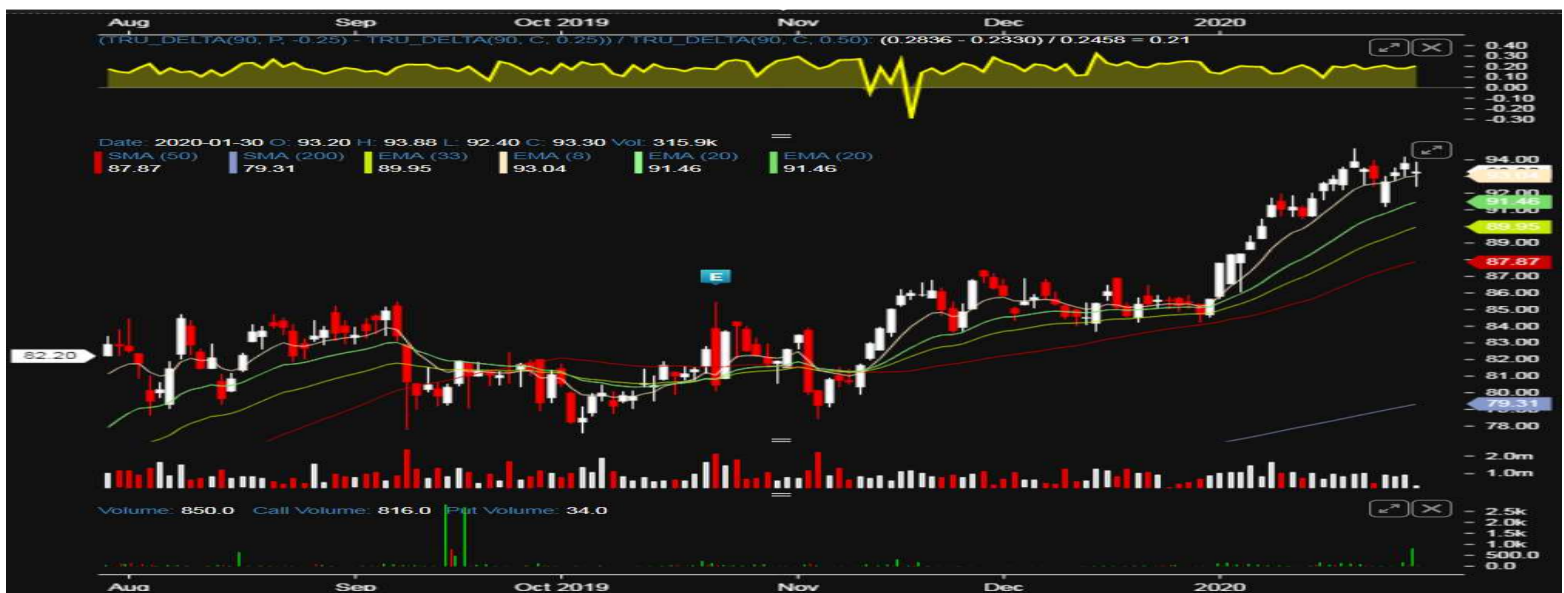 Aug Sep Oct 2019 Nov Dec 2020
(TRU_DELTA(90, P, -0.25) - TRU_DELTA(90, C, 0.25)) / TRU_DELTA(90, C, 0.50): (0.2836 - 0.2330) / 0.2458 = 0.21
0.40
0.30
0.20
0.10
0.00
-0.10
-0.20
-0.30
Date: 2020-01-30 O: 93.20 H: 93.88 L: 92.40 C: 93.30 Vol: 315.9k
SMA (50) SMA (200) EMA (33) EMA (8) EMA (20) EMA (20)
87.87 79.31 89.95 93.04 91.46 91.46
94.00
93.04
92.00
91.46
91.00
89.95
89.00
87.87
87.00
86.00
E
85.00
84.00
83.00
82.20
82.00
81.00
80.00
79.31
78.00
2.0m
1.0m
Volume: 850.0 Call Volume: 816.0 Put Volume: 34.0
2.5k
2.0k
1.5k
1.0k
500.0
0.0
Aug Sep Oct 2019 Nov Dec 2020